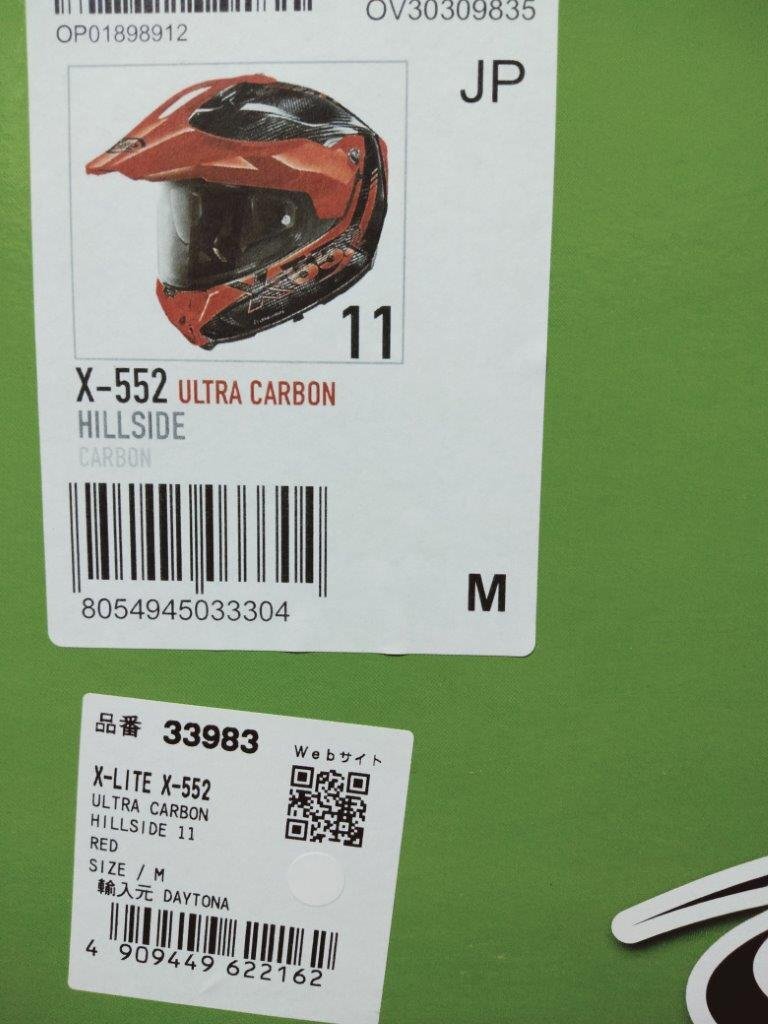 OV30309835
OP01898912
JP
11
X-552 ULTRA CARBON
HILLSIDE
CARBON
8054945033304
M
品番 33983
Webサイト
X-LITE X-552
ULTRA CARBON
HILLSIDE 11
RED
SIZE / M
輸入元 DAYTONA
4 909449 622162